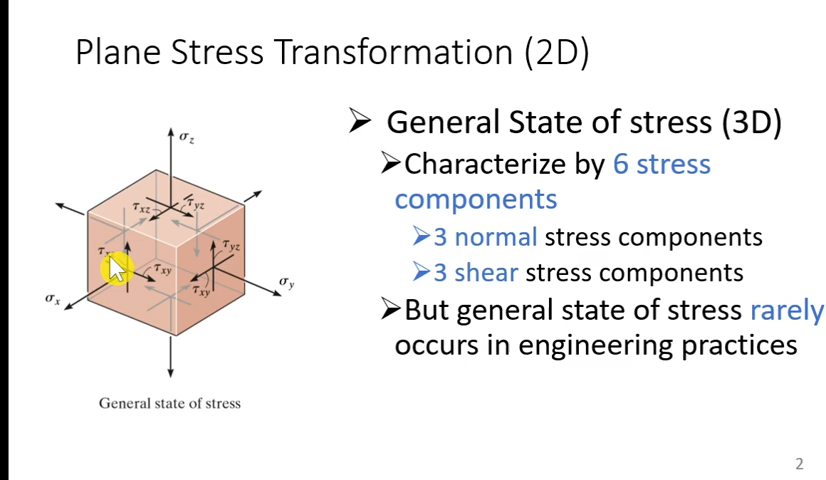 Plane Stress Transformation (2D)
General State of stress (3D)
Characterize by 6 stress
components
3 normal stress components
3 shear stress components
But general state of stress rarely
occurs in engineering practices
σz
τxz
τyz
τyz
τxy
τxy
σx
σy
General state of stress
2